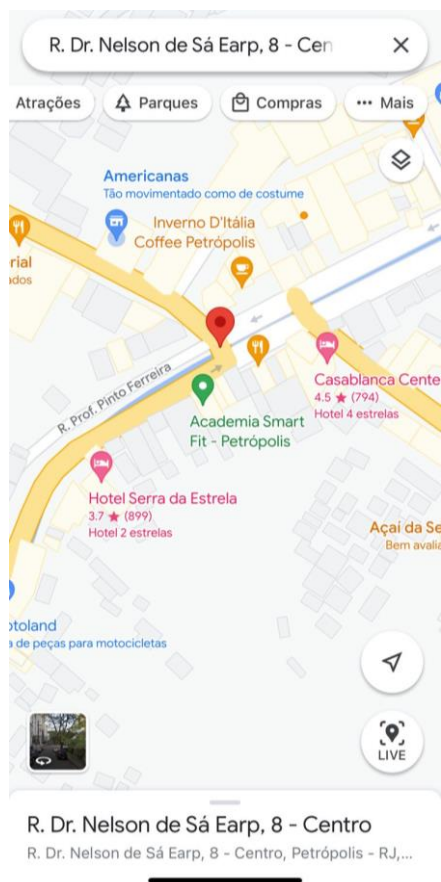 R. Dr. Nelson de Sá Earp, 8 - Cen
Atrações
Parques
Compras
Mais
Americanas
Tão movimentado como de costume
Inverno D'Itália
Coffee Petrópolis
rial
ados
R. Prof. Pinto Ferreira
Casablanca Cente
4.5 ★ (794)
Hotel 4 estrelas
Academia Smart
Fit - Petrópolis
Hotel Serra da Estrela
3.7 ★ (899)
Hotel 2 estrelas
Açaí da Se
Bem avalia
otoland
a de peças para motocicletas
LIVE
R. Dr. Nelson de Sá Earp, 8 - Centro
R. Dr. Nelson de Sá Earp, 8 - Centro, Petrópolis - RJ,...